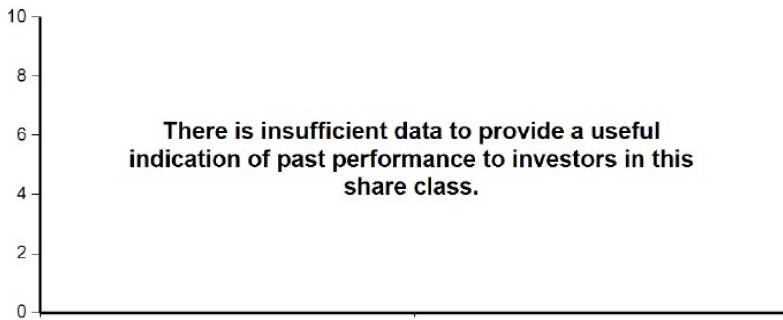 10
8
There is insufficient data to provide a useful
6
indication of past performance to investors in this
share class.
4
2
0